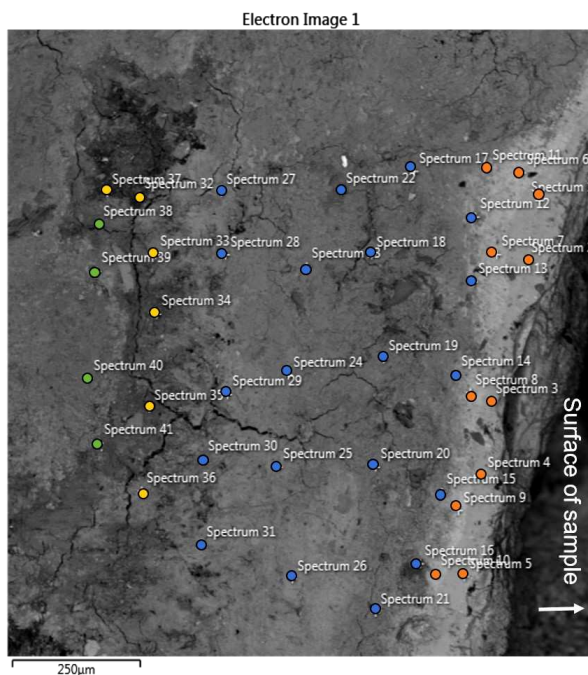 Electron Image 1
Spectrum 11
Spectrum 6
Spectrum 17
Spectrum 37
Spectrum 32
Spectrum 27
Spectrum 22
Spectrum
Spectrum 38
Spectrum 12
Spectrum 33
Spectrum 28
Spectrum 18
Spectrum 7
Spectrum
Spectrum 39
Spectrum 13
Spectrum 34
Spectrum 19
Spectrum 40
Spectrum 24
Spectrum 14
Spectrum 29
Spectrum 8
Spectrum 3
Spectrum 35
Spectrum 41
Spectrum 30
Spectrum 25
Spectrum 20
Spectrum 4
Spectrum 36
Spectrum 15
Spectrum 9
Spectrum 31
Spectrum 16
Spectrum 10
Spectrum 5
Spectrum 26
Spectrum 21
Surface of sample
250μm